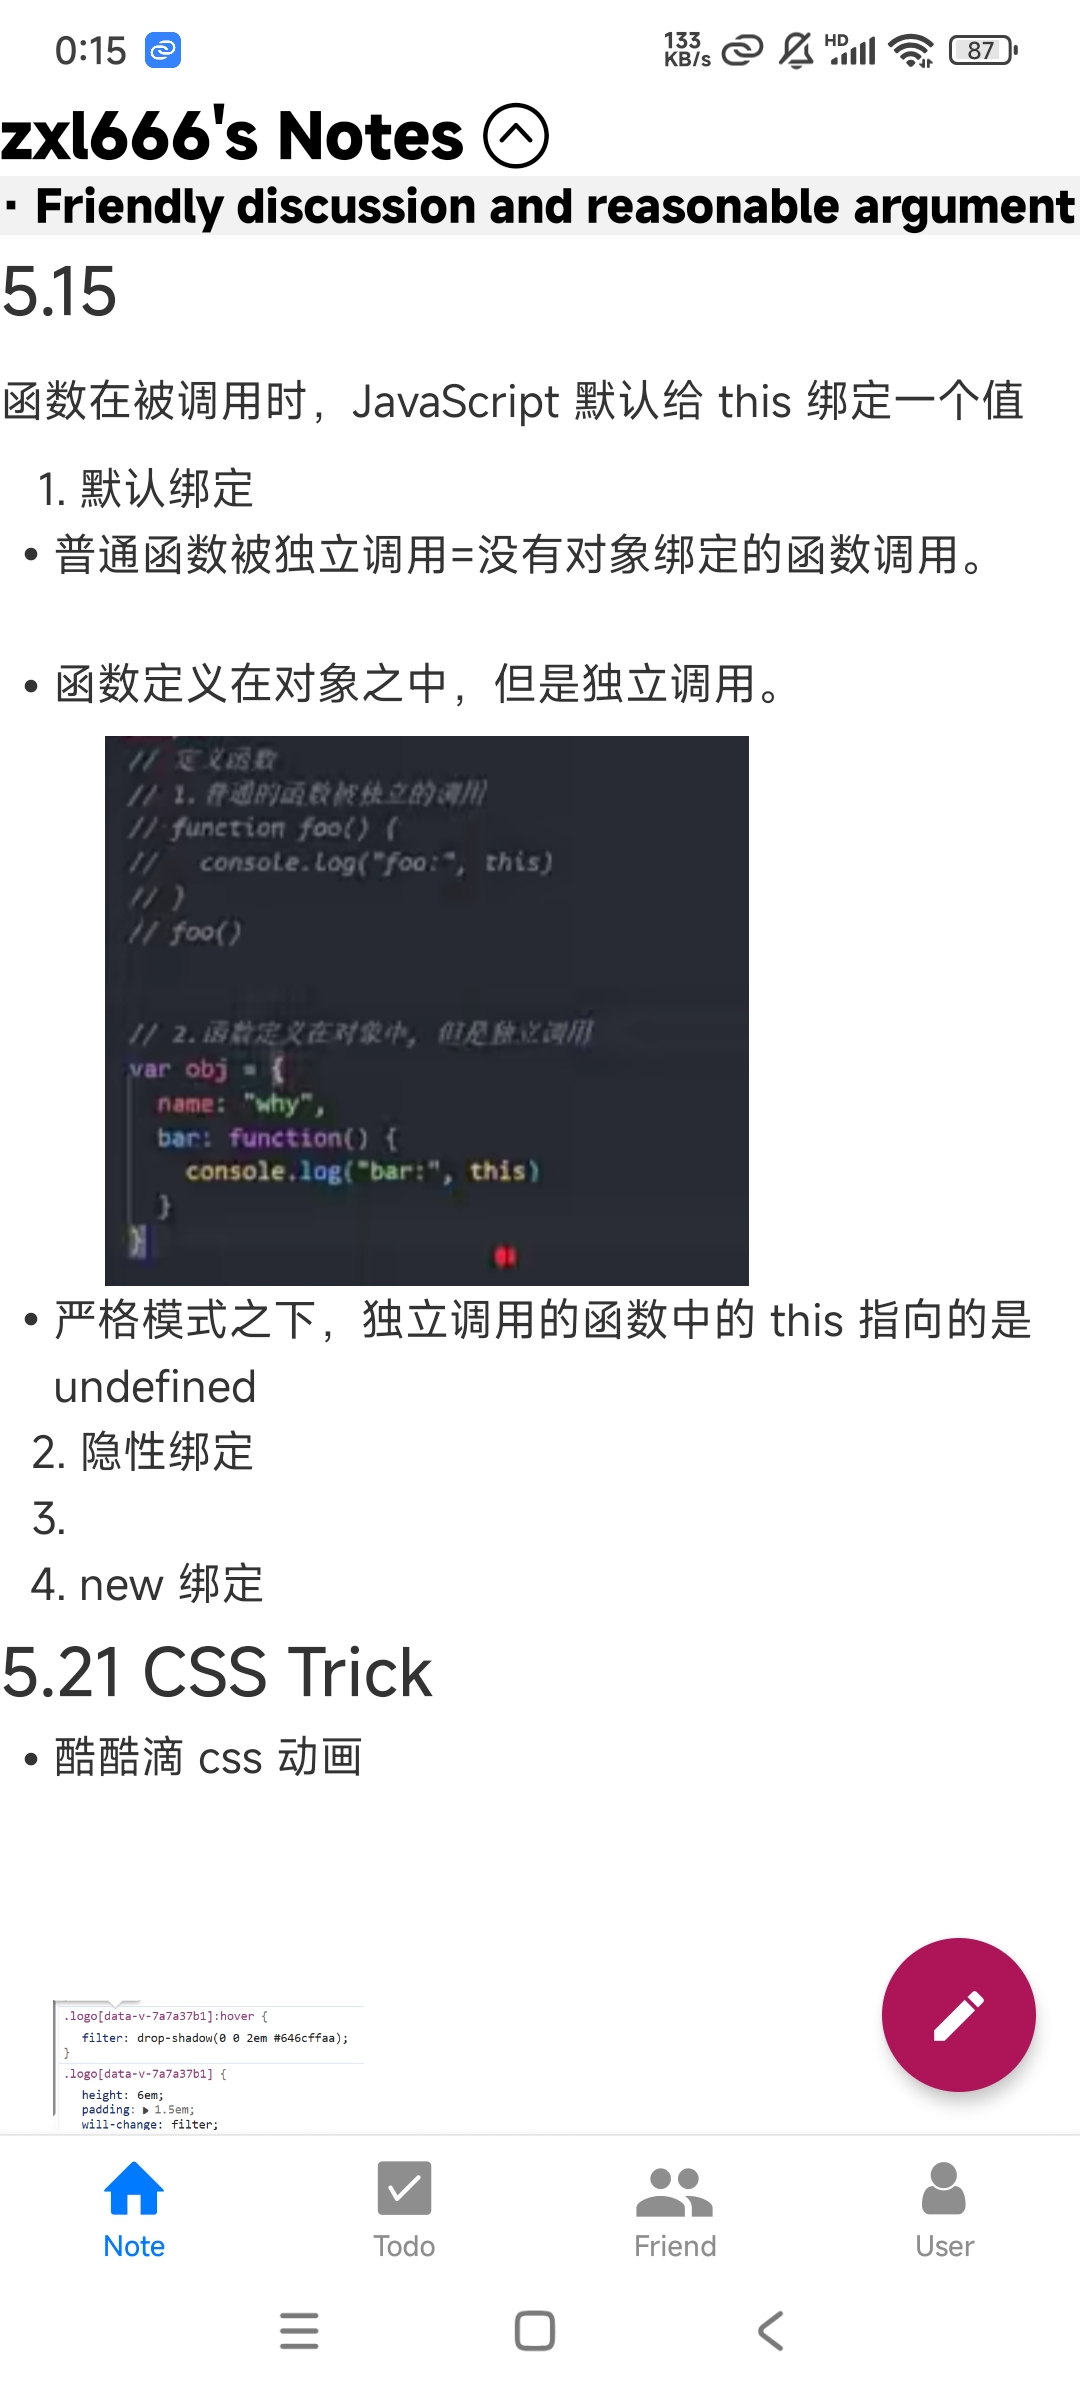 0:15
133
KB/s
HD
87
zxl666's Notes
· Friendly discussion and reasonable argument
5.15
函数在被调用时，JavaScript 默认给 this 绑定一个值
1. 默认绑定
• 普通函数被独立调用=没有对象绑定的函数调用。
• 函数定义在对象之中，但是独立调用。
// 定义函数
// 1.普通的函数被独立的调用
// function foo() {
//   console.log("foo:", this)
// }
// foo()
// 2.函数定义在对象中，但是独立调用
var obj = {
name: "why",
bar: function() {
console.log("bar:", this)
}
}
• 严格模式之下，独立调用的函数中的 this 指向的是
undefined
2. 隐性绑定
3.
4. new 绑定
5.21 CSS Trick
• 酷酷滴 css 动画
.logo[data-v-7a7a37b1]:hover {
filter: drop-shadow(0 0 2em #646cffaa);
}
.logo[data-v-7a7a37b1] {
height: 6em;
padding: ▶ 1.5em;
will-change: filter;
Note
Todo
Friend
User